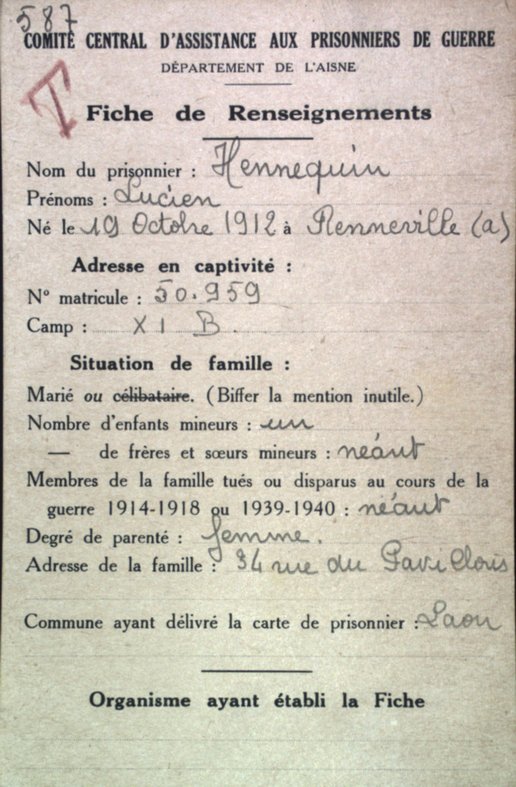 587
COMITÉ CENTRAL D'ASSISTANCE AUX PRISONNIERS DE GUERRE
DÉPARTEMENT DE L'AISNE
T
Fiche de Renseignements
Nom du prisonnier : Hennequin
Prénoms : Lucien
Né le 19 Octobre 1912 à Renneville (a)
Adresse en captivité :
N° matricule : 50.959
Camp : XI B.
Situation de famille :
Marié ou célibataire. (Biffer la mention inutile.)
Nombre d'enfants mineurs : un
— de frères et sœurs mineurs : néant
Membres de la famille tués ou disparus au cours de la
guerre 1914-1918 ou 1939-1940 : néant
Degré de parenté : femme.
Adresse de la famille : 34 rue du Pavé Clovis
Commune ayant délivré la carte de prisonnier : Laon
Organisme ayant établi la Fiche